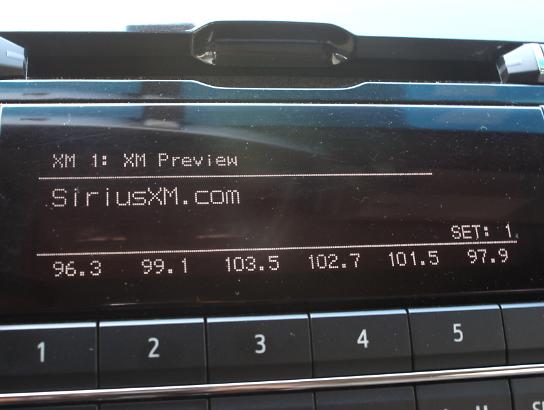 XM 1: XM Preview
SiriusXM.com
SET: 1
96.3 99.1 103.5 102.7 101.5 97.9
1 2 3 4 5